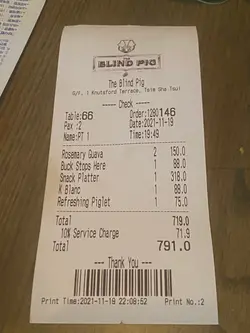 BLIND PIG
The Blind Pig
G/F, 1 Knutsford Terrace, Tsim Sha Tsui
--- Check ---
Table:66 Order:1280146
Pax :2 Date:2021-11-19
Name:PT 1 Time:19:49
Rosemary Guava 2 150.0
Buck Stops Here 1 88.0
Snack Platter 1 318.0
K Blanc 1 88.0
Refreshing Piglet 1 75.0
Total 719.0
10% Service Charge 71.9
Total 791.0
--- Thank You ---
Print Time:2021-11-19 22:08:52 Print No.:2